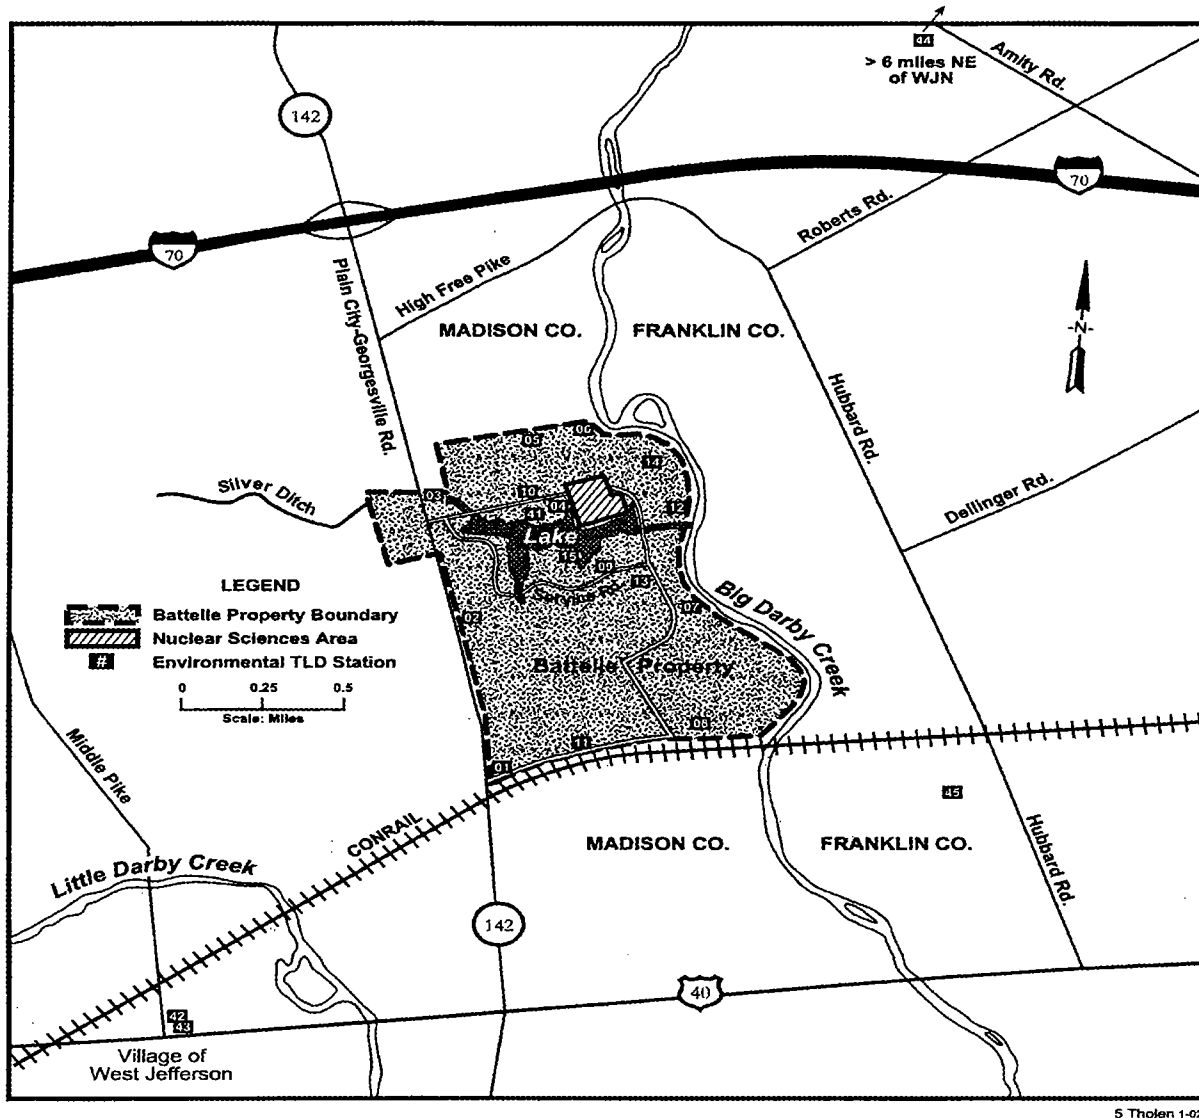 44
> 6 miles NE
of WJN
Amity Rd.
142
70
70
Roberts Rd.
Plain City-Georgesville Rd.
High Free Pike
-N-
MADISON CO.
FRANKLIN CO.
Hubbard Rd.
05
06
14
03
10
04
41
12
Silver Ditch
Lake
Dellinger Rd.
15
09
13
Service Rd.
07
02
Big Darby Creek
LEGEND
Battelle Property Boundary
Nuclear Sciences Area
# Environmental TLD Station
0 0.25 0.5
Scale: Miles
Battelle Property
08
11
01
Middle Pike
CONRAIL
45
MADISON CO.
FRANKLIN CO.
Hubbard Rd.
Little Darby Creek
142
40
42
43
Village of
West Jefferson
S Tholen 1-02